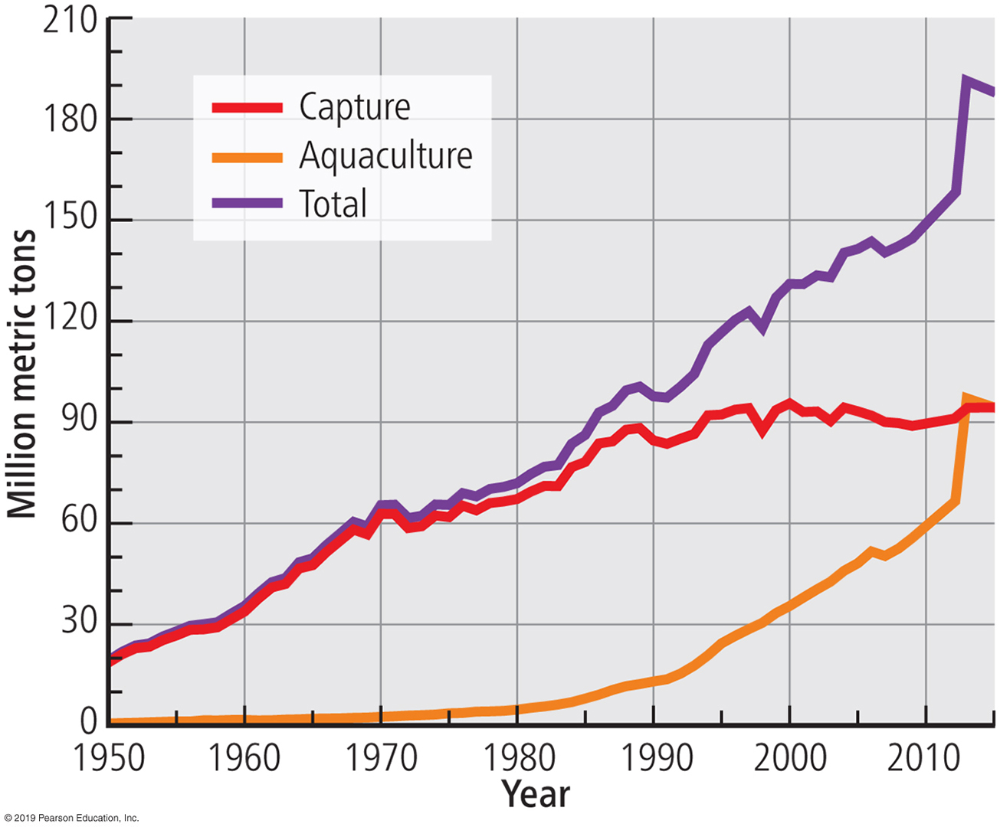 210
180
150
120
90
60
30
0
Million metric tons
Capture
Aquaculture
Total
1950 1960 1970 1980 1990 2000 2010
Year
© 2019 Pearson Education, Inc.